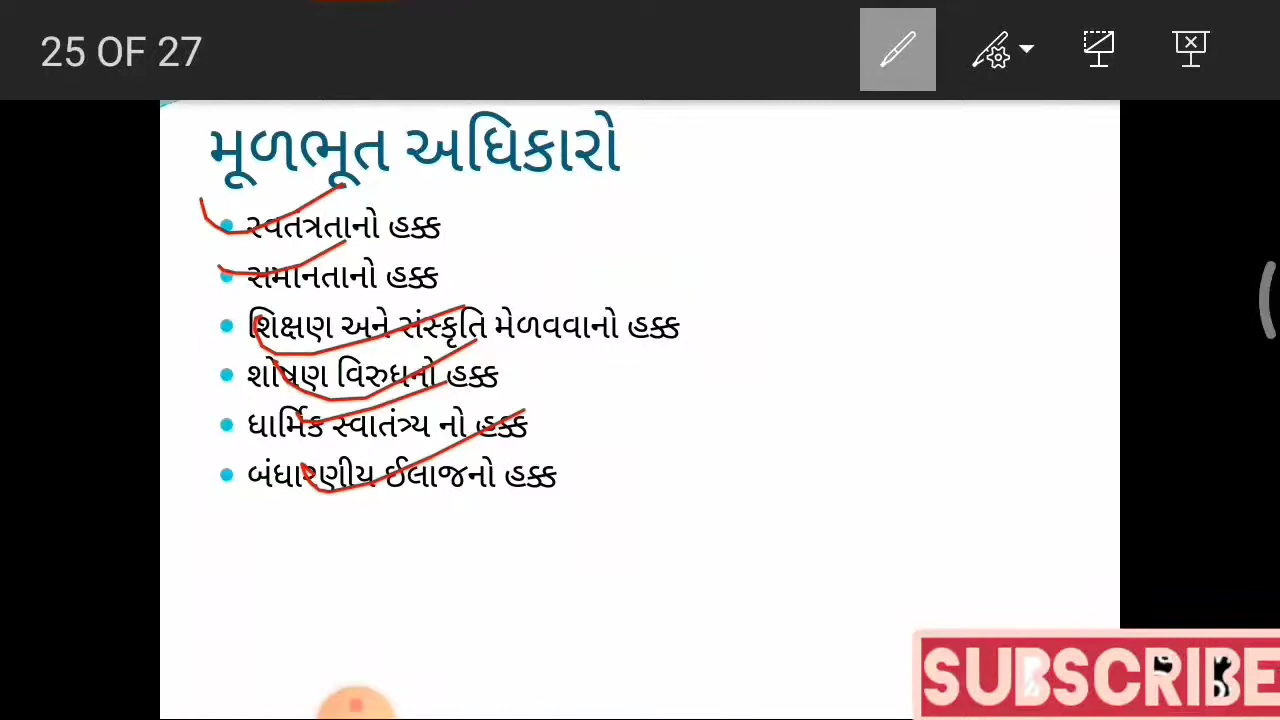 25 OF 27
મૂળભૂત અધિકારો
સ્વતંત્રતાનો હક્ક
સમાનતાનો હક્ક
શિક્ષણ અને સંસ્કૃતિ મેળવવાનો હક્ક
શોષણ વિરુધનો હક્ક
ધાર્મિક સ્વાતંત્ર્ય નો હક્ક
બંધારણીય ઈલાજનો હક્ક
SUBSCRIBE